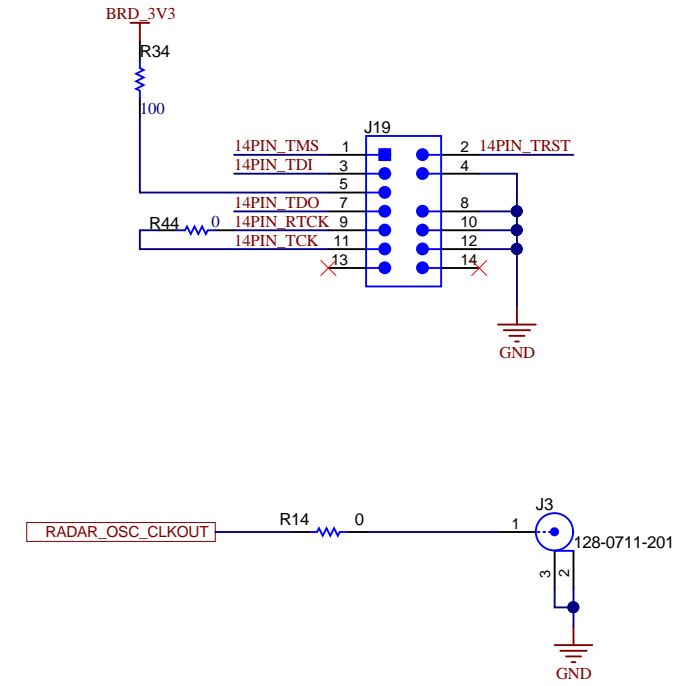 BRD_3V3
R34
100
J19
14PIN_TMS 1 2 14PIN_TRST
14PIN_TDI 3 4
5
14PIN_TDO 7 8
R44 0 14PIN_RTCK 9 10
14PIN_TCK 11 12
13 14
GND
J3
R14 0 1
RADAR_OSC_CLKOUT
128-0711-201
3 2
GND